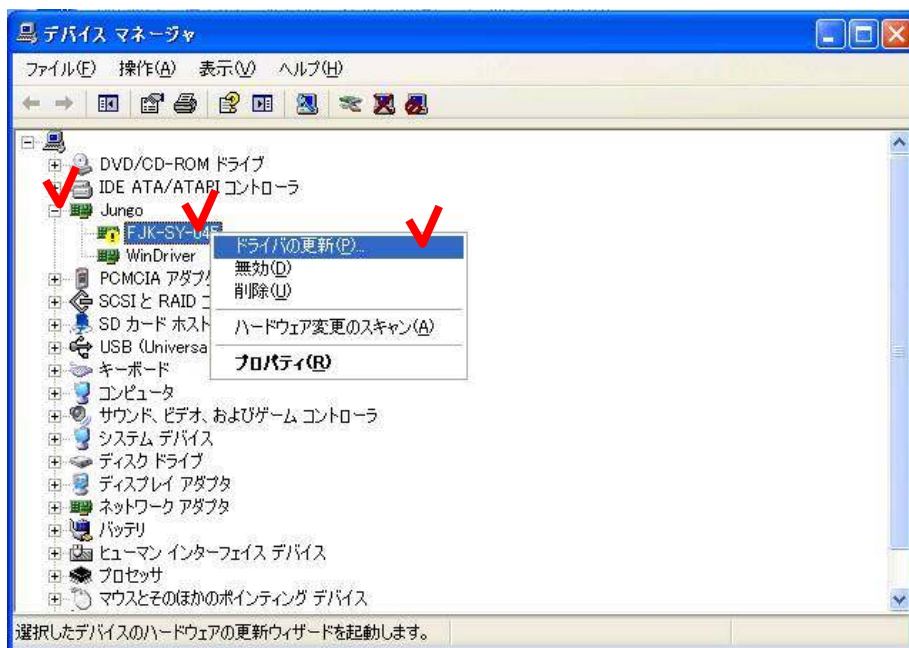 デバイス マネージャ
ファイル(F) 操作(A) 表示(V) ヘルプ(H)
DVD/CD-ROM ドライブ
IDE ATA/ATAPI コントローラ
Jungo
FJK-SY-04
ドライバの更新(P)...
無効(D)
WinDriver
PCMCIA アダプ
削除(U)
SCSI と RAID
SD カード ホスト
ハードウェア変更のスキャン(A)
USB (Universa
プロパティ(R)
キーボード
コンピュータ
サウンド、ビデオ、およびゲーム コントローラ
システム デバイス
ディスク ドライブ
ディスプレイ アダプタ
ネットワーク アダプタ
バッテリ
ヒューマン インターフェイス デバイス
プロセッサ
マウスとそのほかのポインティング デバイス
選択したデバイスのハードウェアの更新ウィザードを起動します。